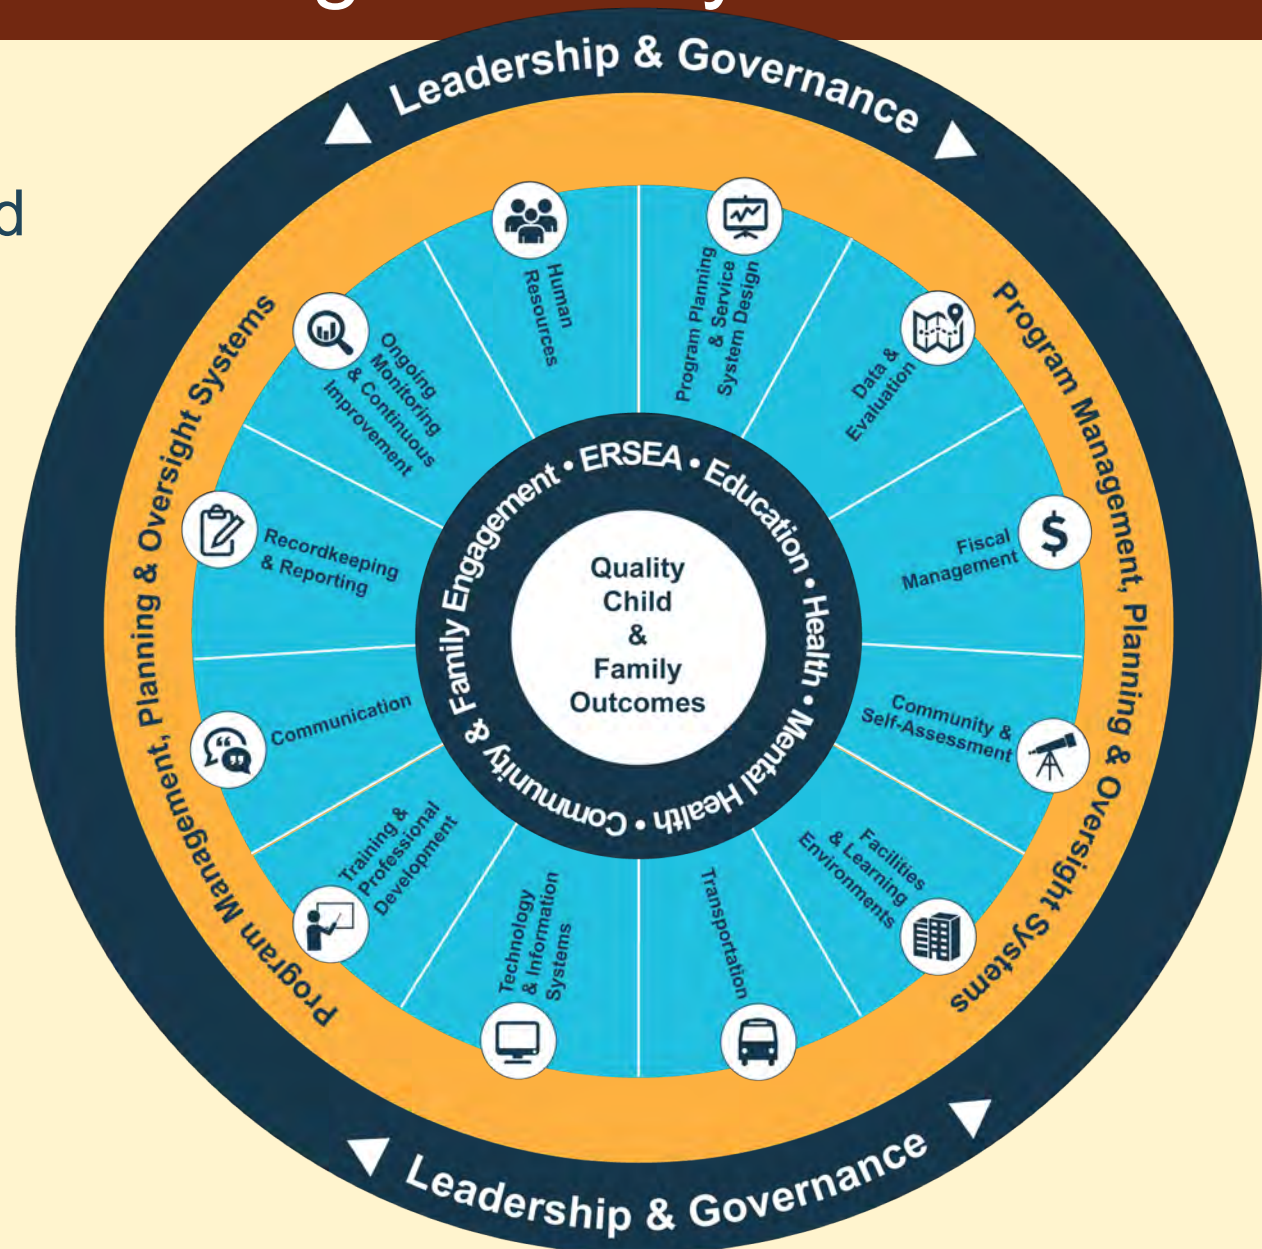 Leadership & Governance
Program Management, Planning & Oversight Systems
Program Management, Planning & Oversight Systems
Human
Resources
Program Planning
& Service
System Design
Data &
Evaluation
Fiscal
Management
Community &
Self-Assessment
Facilities
& Learning
Environments
Transportation
Technology
& Information
Systems
Training &
Professional
Development
Communication
Recordkeeping
& Reporting
Ongoing
Monitoring
& Continuous
Improvement
Community & Family Engagement • ERSEA • Education • Health • Mental Health •
Quality
Child
&
Family
Outcomes
Leadership & Governance